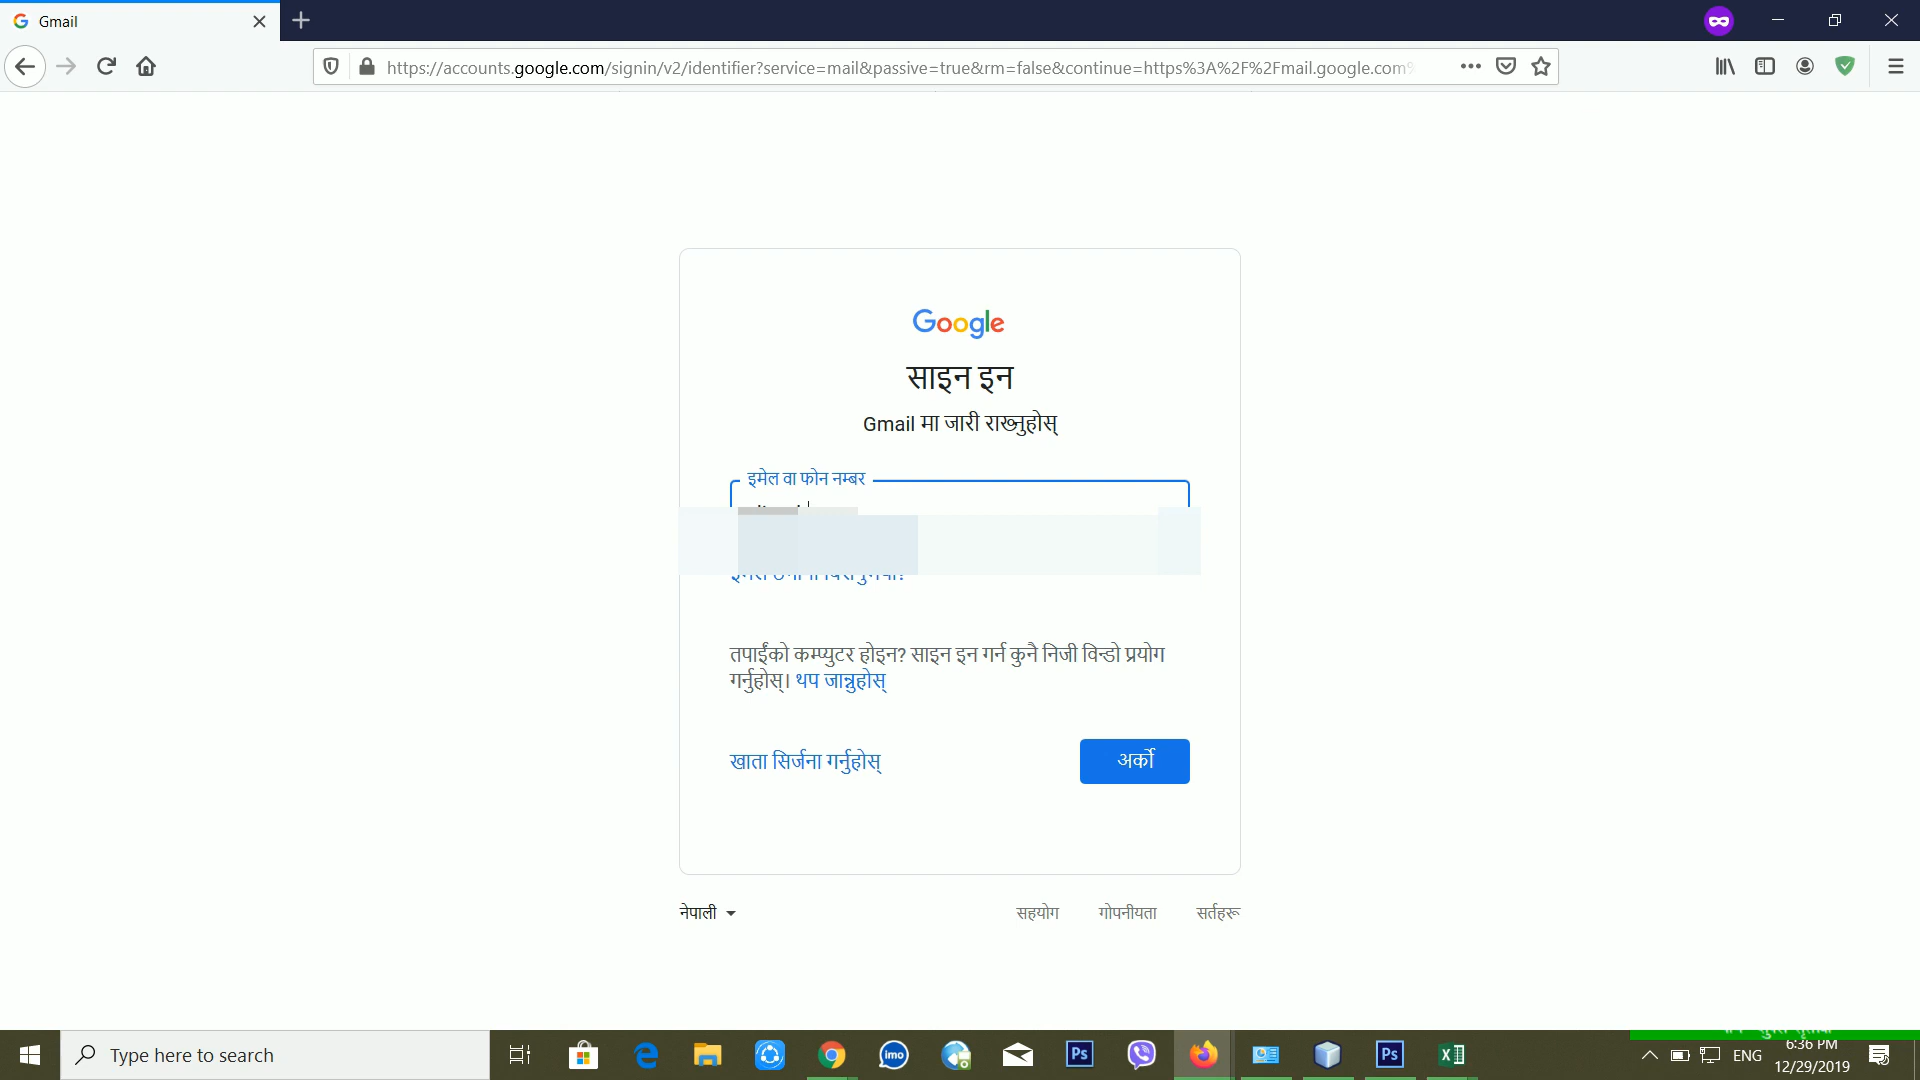 Gmail
https://accounts.google.com/signin/v2/identifier?service=mail&passive=true&rm=false&continue=https%3A%2F%2Fmail.google.com%
Google
साइन इन
Gmail मा जारी राख्नुहोस्
इमेल वा फोन नम्बर
तपाईंको कम्प्युटर होइन? साइन इन गर्न कुनै निजी विन्डो प्रयोग
गर्नुहोस्। थप जान्नुहोस्
खाता सिर्जना गर्नुहोस्
अर्को
नेपाली
सहयोग
गोपनीयता
सर्तहरू
Type here to search
imo
Ps
Ps
ENG
6:36 PM
12/29/2019